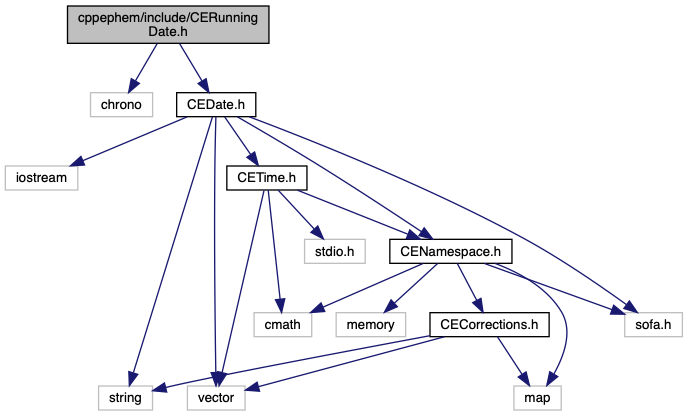 cppephem/include/CERunning
Date.h
chrono
CEDate.h
iostream
CETime.h
stdio.h
CENamespace.h
cmath
memory
CECorrections.h
sofa.h
string
vector
map